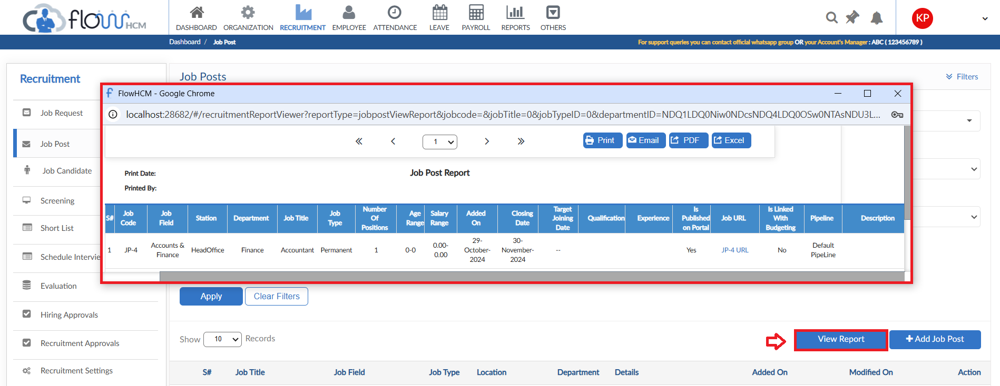 flow HCM
DASHBOARD ORGANIZATION RECRUITMENT EMPLOYEE ATTENDANCE LEAVE PAYROLL REPORTS OTHERS
KP
Dashboard / Job Post
For support queries you can contact official whatsapp group OR your Account's Manager : ABC ( 123456789 )
Recruitment
Job Request
Job Post
Job Candidate
Screening
Short List
Schedule Intervie
Evaluation
Hiring Approvals
Recruitment Approvals
Recruitment Settings
Job Posts
Filters
FlowHCM - Google Chrome
localhost:28682/#/recruitmentReportViewer?reportType=jobpostViewReport&jobcode=&jobTitle=0&jobTypeID=0&departmentID=NDQ1LDQ0Niw0NDcsNDQ4LDQ0OSw0NTAsNDU3L...
1
Print Email PDF Excel
Print Date:
Job Post Report
Printed By:
S# Job Code Job Field Station Department Job Title Job Type Number Of Positions Age Range Salary Range Added On Closing Date Target Joining Date Qualification Experience Is Published on Portal Job URL Is Linked With Budgeting Pipeline Description
1 JP-4 Accounts & Finance HeadOffice Finance Accountant Permanent 1 0-0 0.00-0.00 29-October-2024 30-November-2024 -- Yes JP-4 URL No Default PipeLine
Apply Clear Filters
Show 10 Records
View Report
Add Job Post
S# Job Title Job Field Job Type Location Department Details Added On Modified On Action